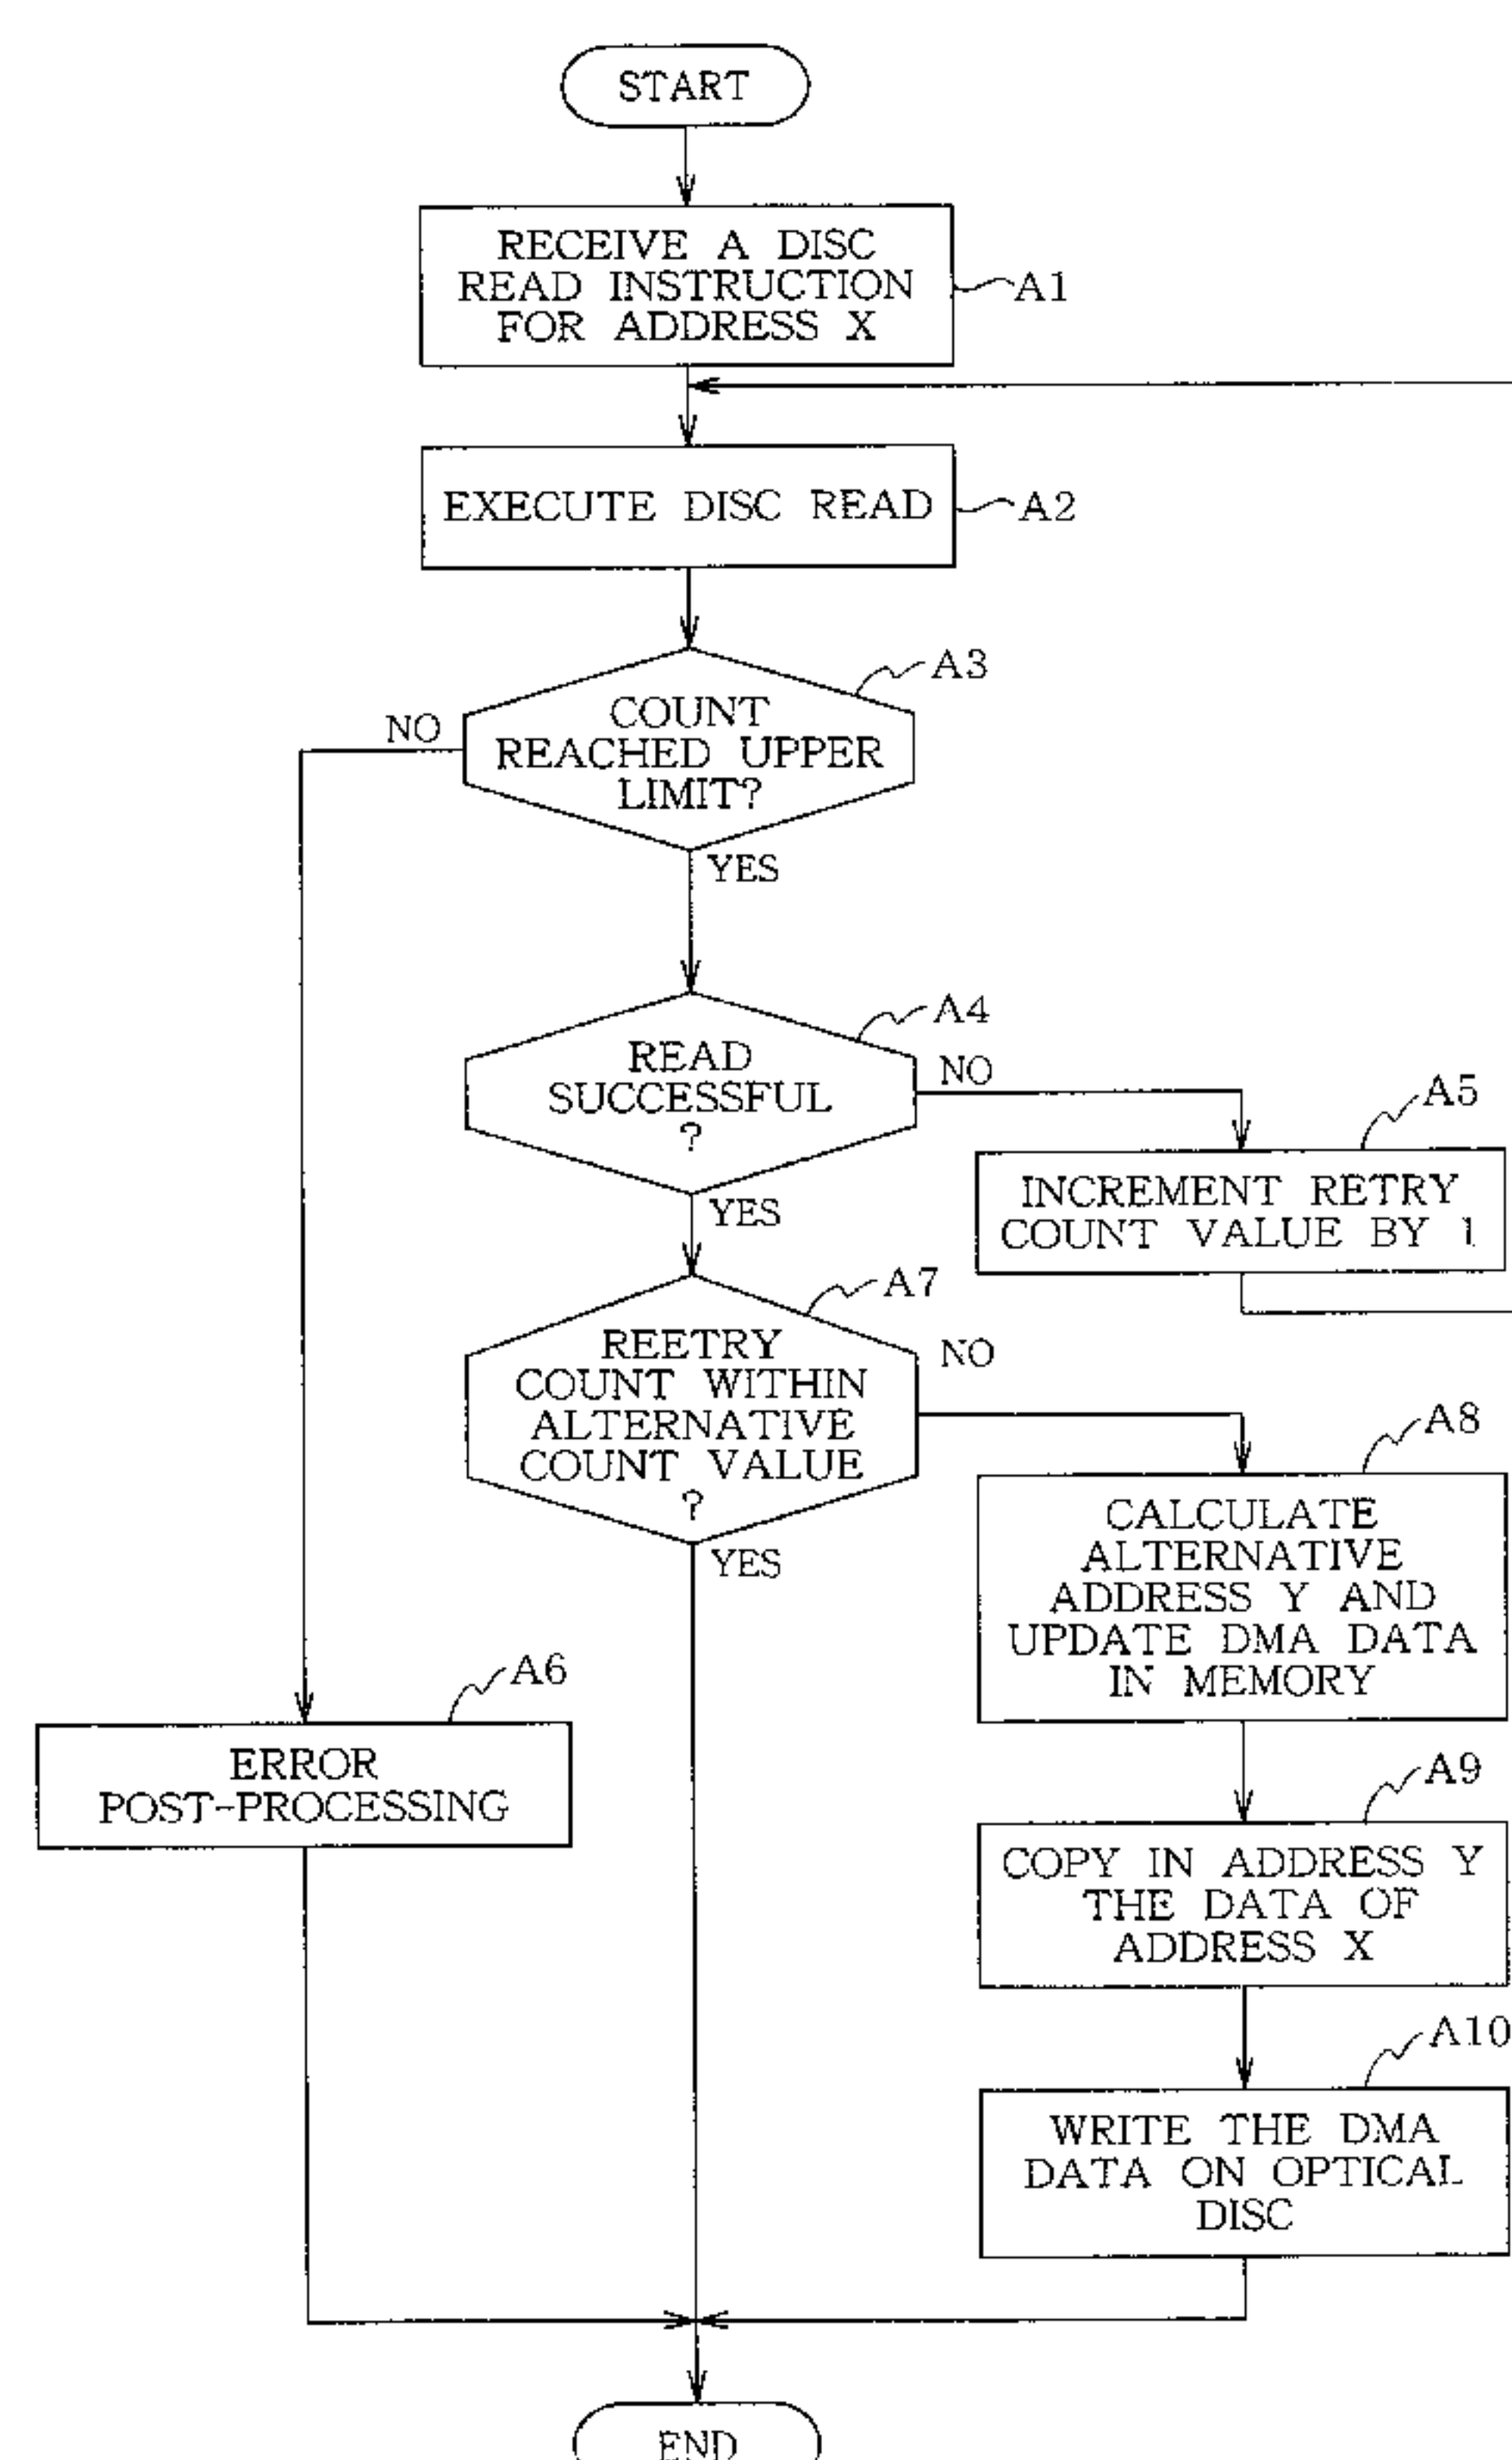 START
RECEIVE A DISC
READ INSTRUCTION
FOR ADDRESS X
A1
EXECUTE DISC READ
A2
A3
COUNT
REACHED UPPER
LIMIT?
NO
YES
A4
READ
SUCCESSFUL
?
NO
YES
A5
INCREMENT RETRY
COUNT VALUE BY 1
A7
REETRY
COUNT WITHIN
ALTERNATIVE
COUNT VALUE
?
NO
YES
A8
CALCULATE
ALTERNATIVE
ADDRESS Y AND
UPDATE DMA DATA
IN MEMORY
A6
ERROR
POST-PROCESSING
A9
COPY IN ADDRESS Y
THE DATA OF
ADDRESS X
A10
WRITE THE DMA
DATA ON OPTICAL
DISC
END